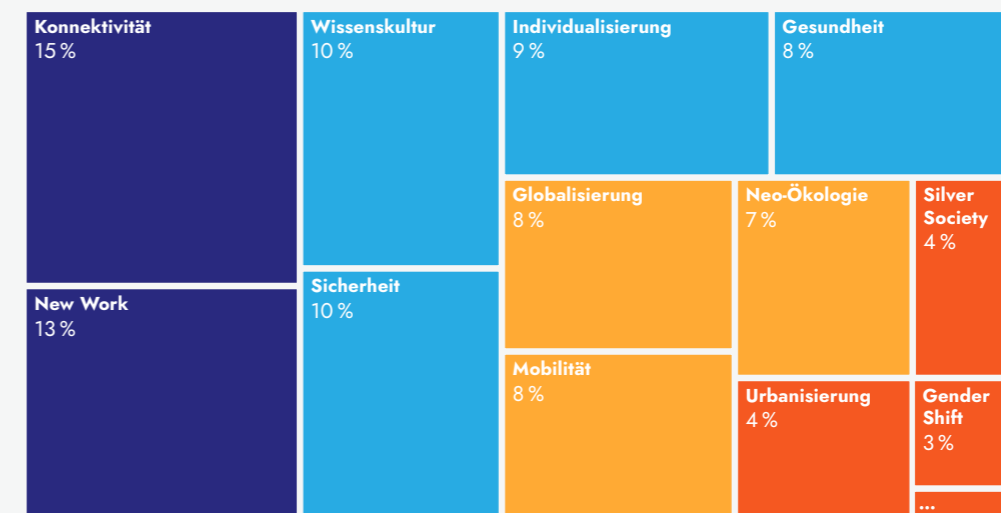 Konnektivität
15 %
New Work
13 %
Wissenskultur
10 %
Sicherheit
10 %
Individualisierung
9 %
Gesundheit
8 %
Globalisierung
8 %
Mobilität
8 %
Neo-Ökologie
7 %
Urbanisierung
4 %
Silver
Society
4 %
Gender
Shift
3 %
...